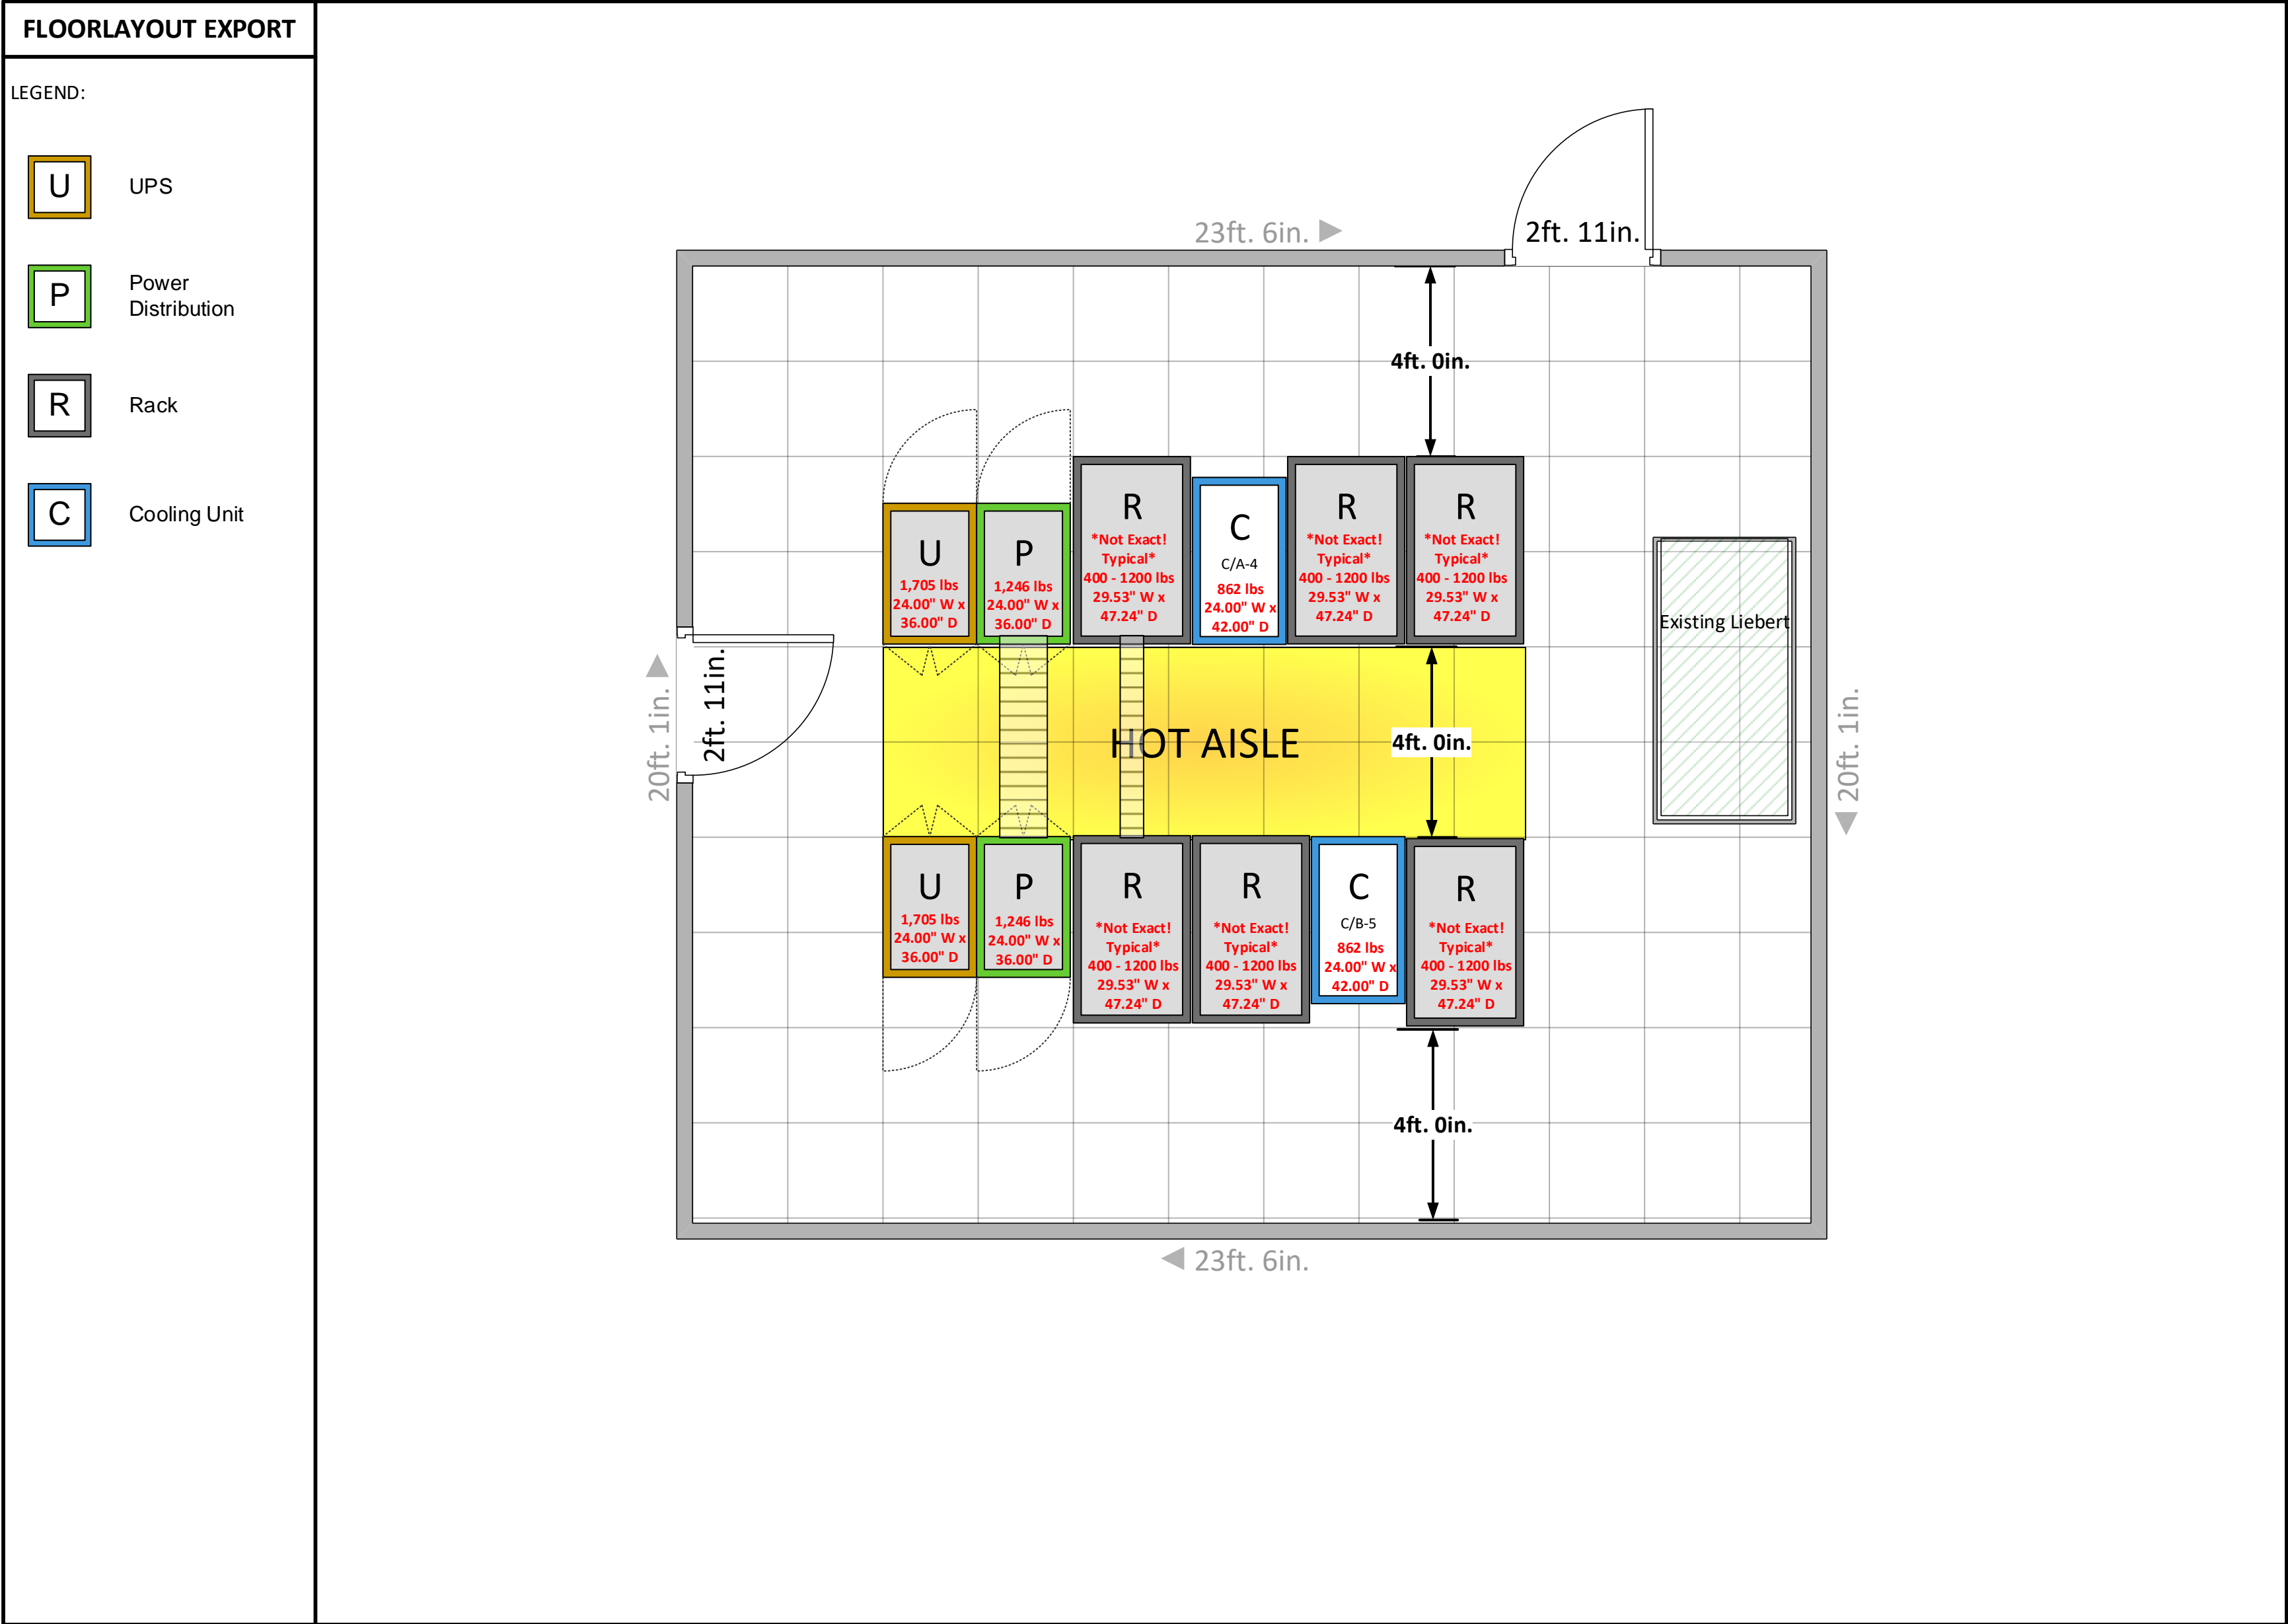 FLOORLAYOUT EXPORT
LEGEND:
U
UPS
P
Power
Distribution
R
Rack
C
Cooling Unit
23ft. 6in.
2ft. 11in.
4ft. 0in.
U
1,705 lbs
24.00" W x
36.00" D
P
1,246 lbs
24.00" W x
36.00" D
R
*Not Exact!
Typical*
400 - 1200 lbs
29.53" W x
47.24" D
C
C/A-4
862 lbs
24.00" W x
42.00" D
R
*Not Exact!
Typical*
400 - 1200 lbs
29.53" W x
47.24" D
R
*Not Exact!
Typical*
400 - 1200 lbs
29.53" W x
47.24" D
Existing Liebert
20ft. 1in.
2ft. 11in.
HOT AISLE
4ft. 0in.
20ft. 1in.
U
1,705 lbs
24.00" W x
36.00" D
P
1,246 lbs
24.00" W x
36.00" D
R
*Not Exact!
Typical*
400 - 1200 lbs
29.53" W x
47.24" D
R
*Not Exact!
Typical*
400 - 1200 lbs
29.53" W x
47.24" D
C
C/B-5
862 lbs
24.00" W x
42.00" D
R
*Not Exact!
Typical*
400 - 1200 lbs
29.53" W x
47.24" D
4ft. 0in.
23ft. 6in.